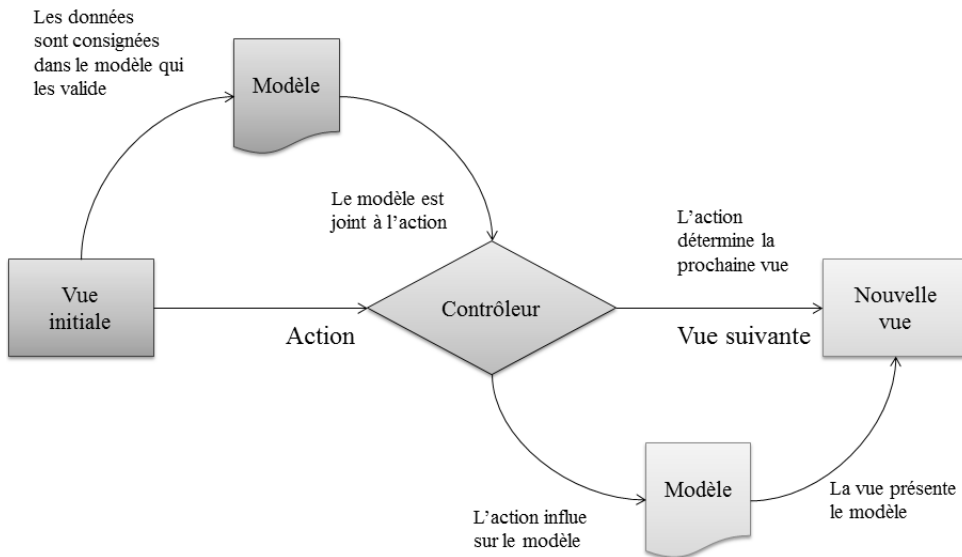 Les données
sont consignées
dans le modèle qui
les valide
Modèle
Le modèle est
joint à l’action
Vue
initiale
Action
Contrôleur
L’action
détermine la
prochaine vue
Vue suivante
Nouvelle
vue
L’action influe
sur le modèle
Modèle
La vue présente
le modèle